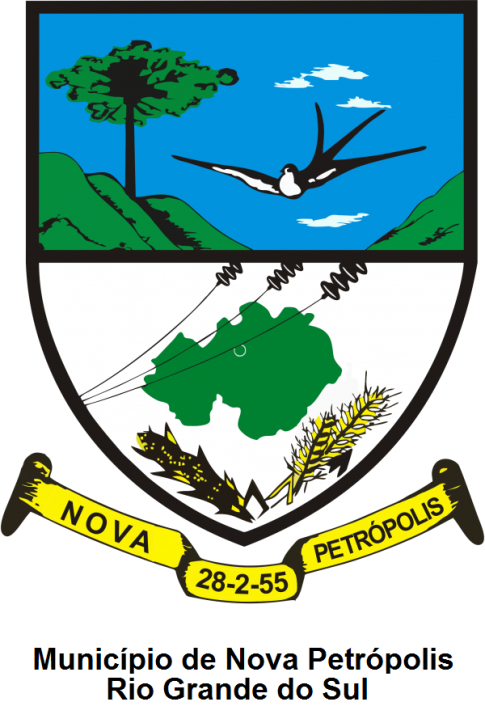 NOVA
28-2-55
PETRÓPOLIS
Município de Nova Petrópolis
Rio Grande do Sul